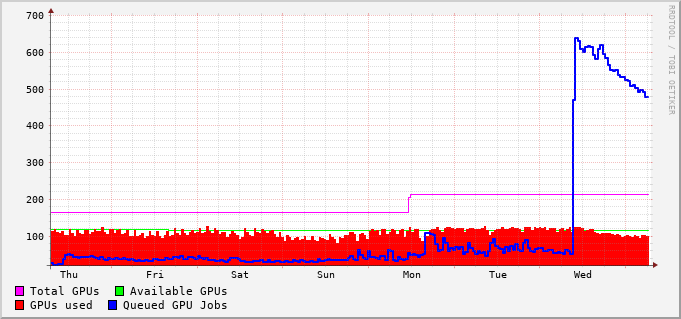 700
600
500
400
300
200
100
Thu Fri Sat Sun Mon Tue Wed
Total GPUs Available GPUs
GPUs used Queued GPU Jobs
RRDTOOL / TOBI OETIKER